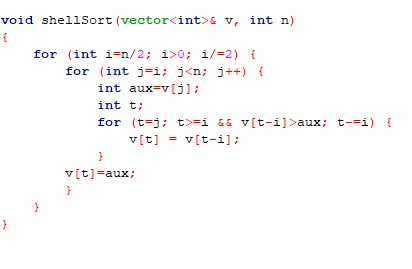 void shellSort(vector<int>& v, int n)
{
    for (int i=n/2; i>0; i/=2) {
        for (int j=i; j<n; j++) {
            int aux=v[j];
            int t;
            for (t=j; t>=i && v[t-i]>aux; t-=i) {
                v[t] = v[t-i];
            }
        v[t]=aux;
        }
    }
}